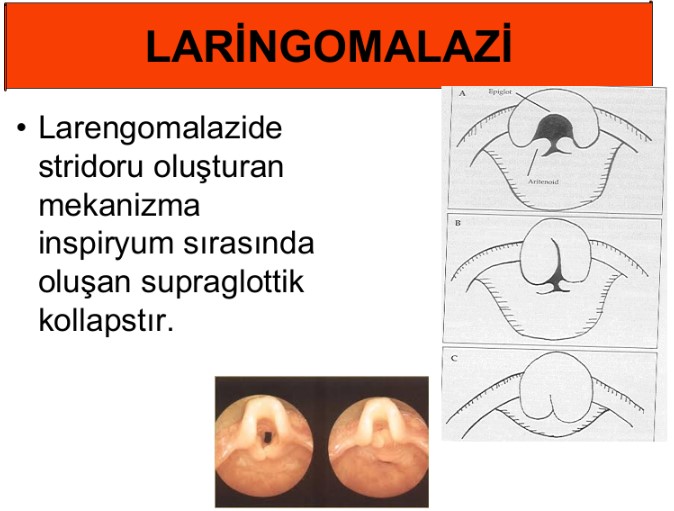 LARİNGOMALAZİ
• Larengomalazide
stridoru oluşturan
mekanizma
inspiryum sırasında
oluşan supraglottik
kollapstır.
A
Epiglot
Aritenoid
B
C